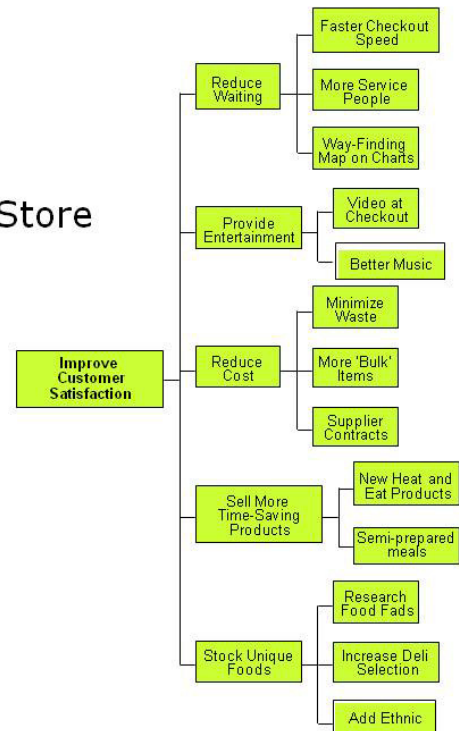 Store
Improve
Customer
Satisfaction
Reduce
Waiting
Faster Checkout
Speed
More Service
People
Way-Finding
Map on Charts
Provide
Entertainment
Video at
Checkout
Better Music
Reduce
Cost
Minimize
Waste
More 'Bulk'
Items
Supplier
Contracts
Sell More
Time-Saving
Products
New Heat and
Eat Products
Semi-prepared
meals
Stock Unique
Foods
Research
Food Fads
Increase Deli
Selection
Add Ethnic